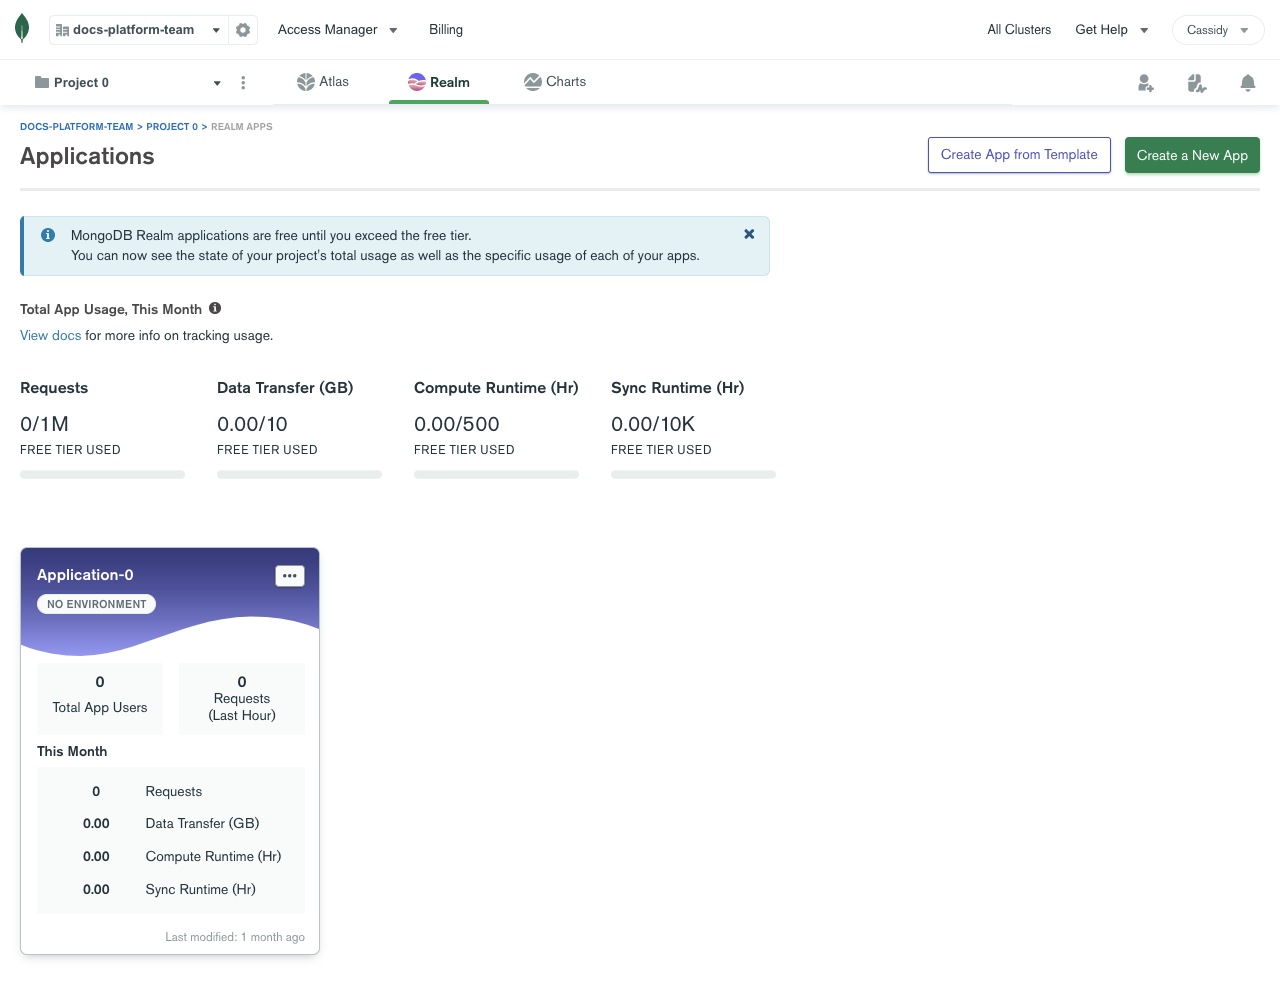 docs-platform-team
Access Manager
Billing
All Clusters
Get Help
Cassidy
Project 0
Atlas
Realm
Charts
DOCS-PLATFORM-TEAM > PROJECT 0 > REALM APPS
Applications
Create App from Template
Create a New App
MongoDB Realm applications are free until you exceed the free tier.
You can now see the state of your project's total usage as well as the specific usage of each of your apps.
Total App Usage, This Month
View docs for more info on tracking usage.
Requests
0/1M
FREE TIER USED
Data Transfer (GB)
0.00/10
FREE TIER USED
Compute Runtime (Hr)
0.00/500
FREE TIER USED
Sync Runtime (Hr)
0.00/10K
FREE TIER USED
Application-0
NO ENVIRONMENT
0
Total App Users
0
Requests
(Last Hour)
This Month
0 Requests
0.00 Data Transfer (GB)
0.00 Compute Runtime (Hr)
0.00 Sync Runtime (Hr)
Last modified: 1 month ago